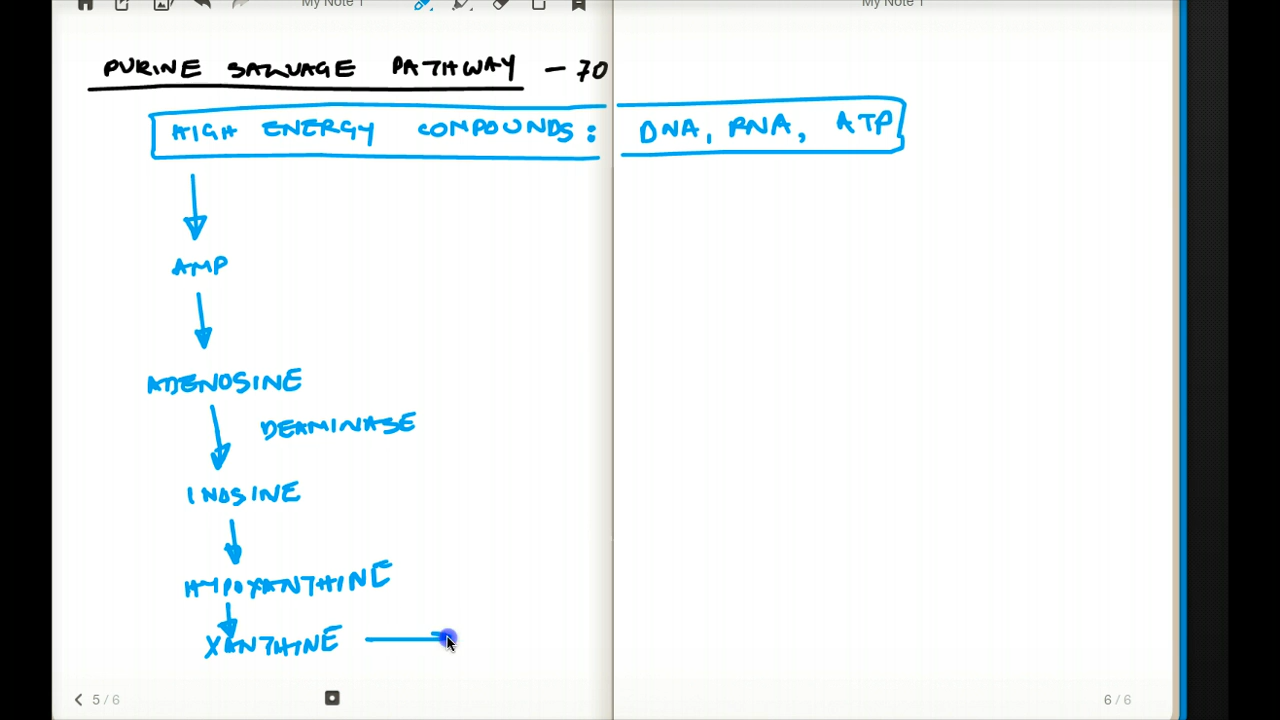 My Note 1
My Note 1
PURINE SALVAGE PATHWAY - 70
HIGH ENERGY COMPOUNDS: DNA, RNA, ATP
AMP
ADENOSINE
DEAMINASE
INOSINE
HYPOXANTHINE
XANTHINE
5 / 6
6 / 6